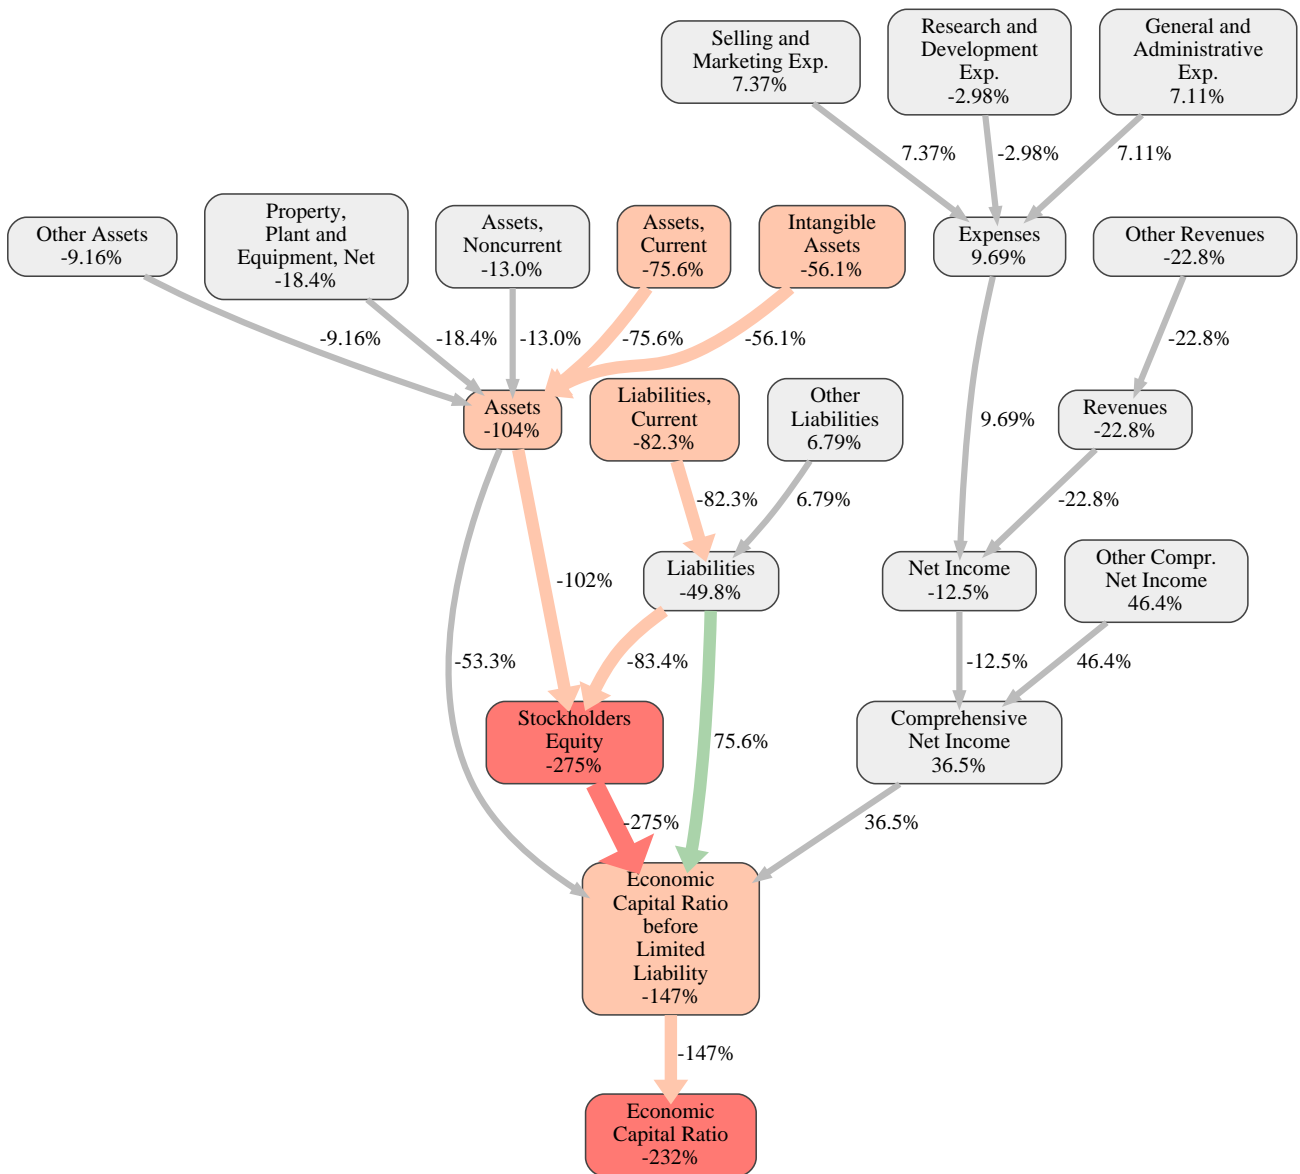 Selling and
Marketing Exp.
7.37%
Research and
Development
Exp.
-2.98%
General and
Administrative
Exp.
7.11%
7.37%
-2.98%
7.11%
Other Assets
-9.16%
Property,
Plant and
Equipment, Net
-18.4%
Assets,
Noncurrent
-13.0%
Assets,
Current
-75.6%
Intangible
Assets
-56.1%
Expenses
9.69%
Other Revenues
-22.8%
-9.16%
-18.4%
-13.0%
-75.6%
-56.1%
-22.8%
Assets
-104%
Liabilities,
Current
-82.3%
Other
Liabilities
6.79%
9.69%
Revenues
-22.8%
-82.3%
6.79%
-22.8%
Liabilities
-49.8%
Net Income
-12.5%
Other Compr.
Net Income
46.4%
-102%
-53.3%
-83.4%
-12.5%
46.4%
Stockholders
Equity
-275%
75.6%
Comprehensive
Net Income
36.5%
-275%
36.5%
Economic
Capital Ratio
before
Limited
Liability
-147%
-147%
Economic
Capital Ratio
-232%